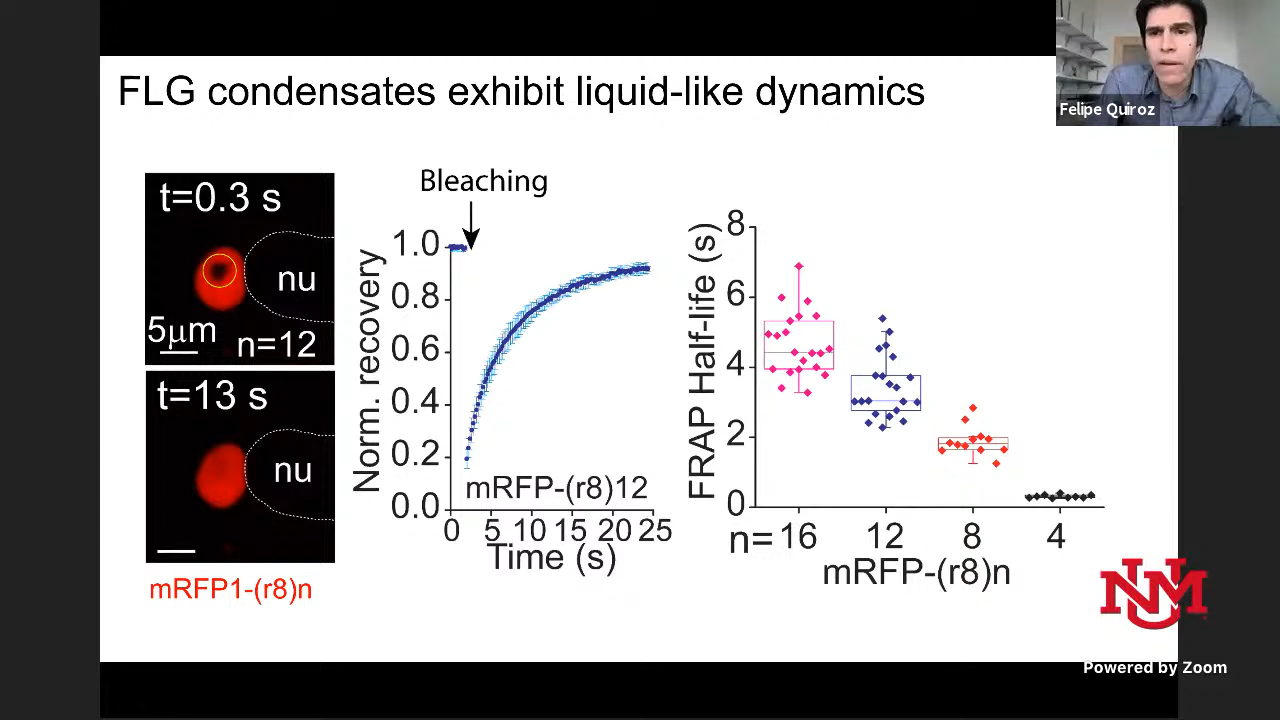 FLG condensates exhibit liquid-like dynamics
Felipe Quiroz
t=0.3 s
nu
5μm
n=12
t=13 s
nu
mRFP1-(r8)n
Bleaching
Norm. recovery
1.0
0.8
0.6
0.4
0.2
0.0
mRFP-(r8)12
0 5 10 15 20 25
Time (s)
FRAP Half-life (s)
8
6
4
2
0
n= 16 12 8 4
mRFP-(r8)n
UNM
Powered by Zoom